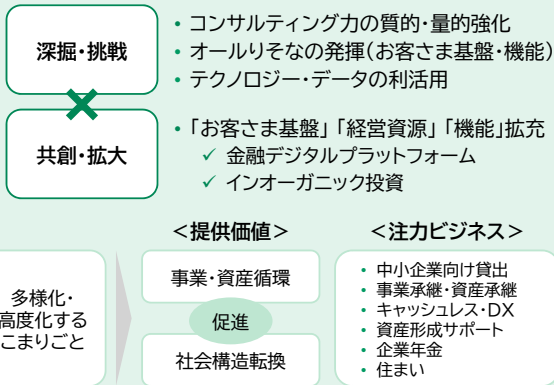 深掘・挑戦
• コンサルティング力の質的・量的強化
• オールりそなの発揮(お客さま基盤・機能)
• テクノロジー・データの利活用
共創・拡大
• 「お客さま基盤」「経営資源」「機能」拡充
✓ 金融デジタルプラットフォーム
✓ インオーガニック投資
<提供価値>
<注力ビジネス>
多様化・
高度化する
こまりごと
事業・資産循環
促進
社会構造転換
• 中小企業向け貸出
• 事業承継・資産承継
• キャッシュレス・DX
• 資産形成サポート
• 企業年金
• 住まい